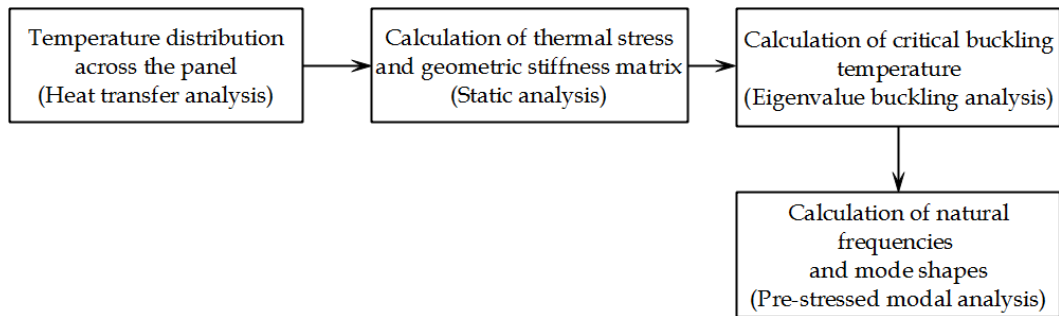 Temperature distribution
across the panel
(Heat transfer analysis)
Calculation of thermal stress
and geometric stiffness matrix
(Static analysis)
Calculation of critical buckling
temperature
(Eigenvalue buckling analysis)
Calculation of natural
frequencies
and mode shapes
(Pre-stressed modal analysis)